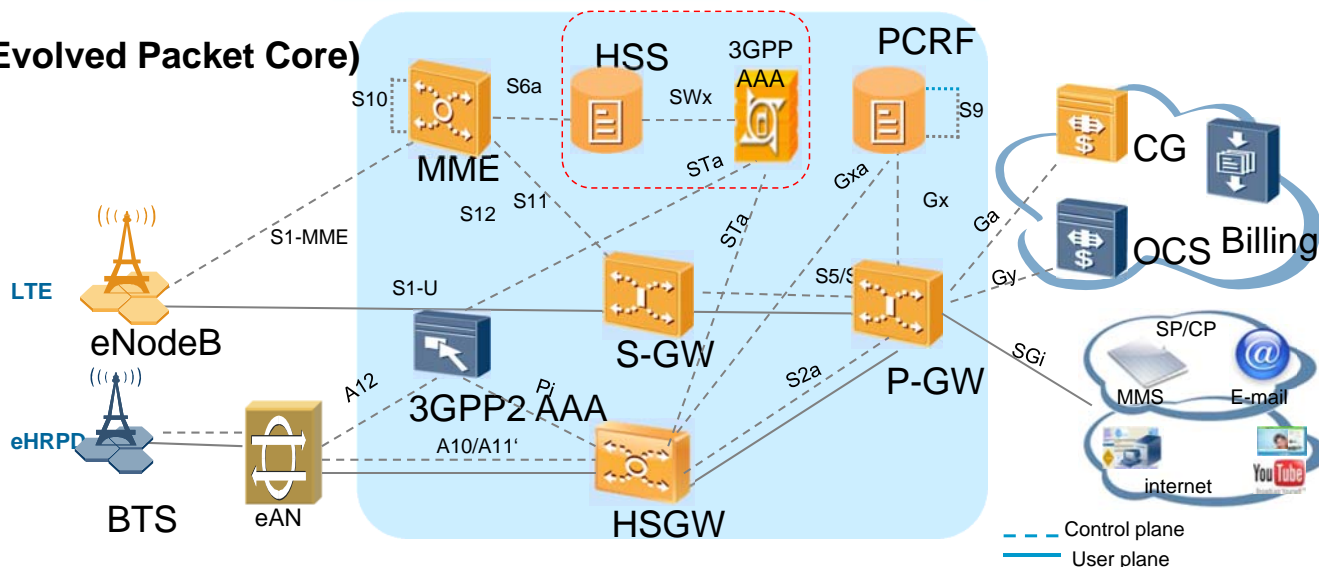 Evolved Packet Core)
HSS
3GPP
AAA
PCRF
S10
S6a
SWx
S9
MME
CG
STa
Gxa
Gx
S12
S11
S1-MME
STa
Ga
OCS
Billing
LTE
S1-U
S5/S
Gy
eNodeB
S-GW
P-GW
SGi
SP/CP
MMS
E-mail
A12
Pi
S2a
3GPP2 AAA
eHRPD
A10/A11‘
BTS
eAN
HSGW
internet
YouTube
Control plane
User plane